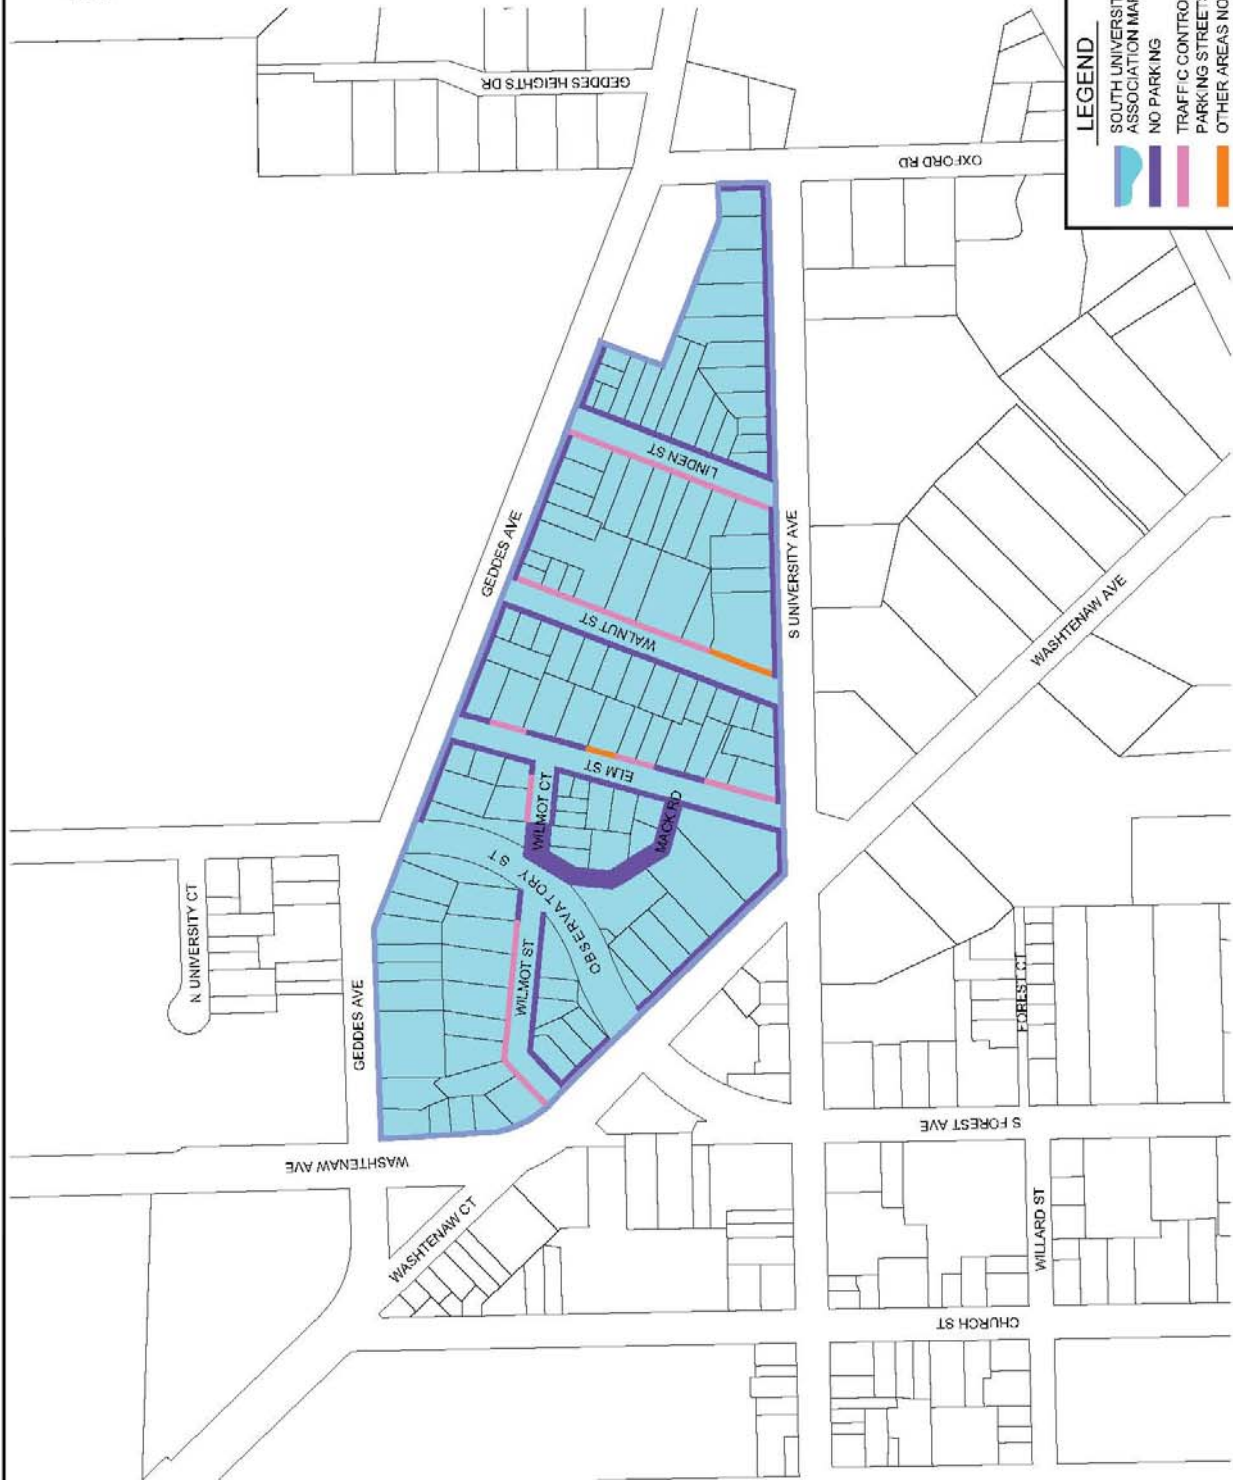 GEDDES HEIGHTS DR
OXFORD RD
LEGEND
SOUTH UNIVERSIT
ASSOCIATION MA
NO PARKING
TRAFFIC CONTRO
PARKING STREET
OTHER AREAS NO
LINDEN ST
GEDDES AVE
S UNIVERSITY AVE
WALNUT ST
WASHTENAW AVE
ELM ST
WILMOT CT
MACK RD
OBSERVATORY ST
N UNIVERSITY CT
WILMOT ST
GEDDES AVE
FOREST CT
S FOREST AVE
WASHTENAW AVE
WASHTENAW CT
WILLARD ST
CHURCH ST